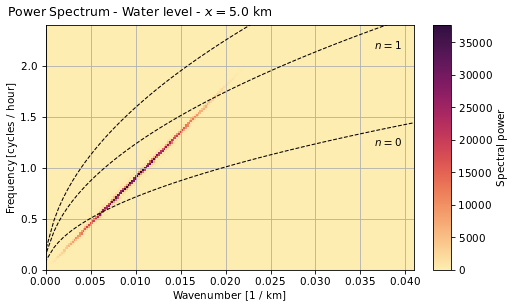 Power Spectrum - Water level - x = 5.0 km
Frequency [cycles / hour]
2.0
1.5
1.0
0.5
0.0
n = 1
n = 0
0.000 0.005 0.010 0.015 0.020 0.025 0.030 0.035 0.040
Wavenumber [1 / km]
35000
30000
25000
20000
15000
10000
5000
0
Spectral power